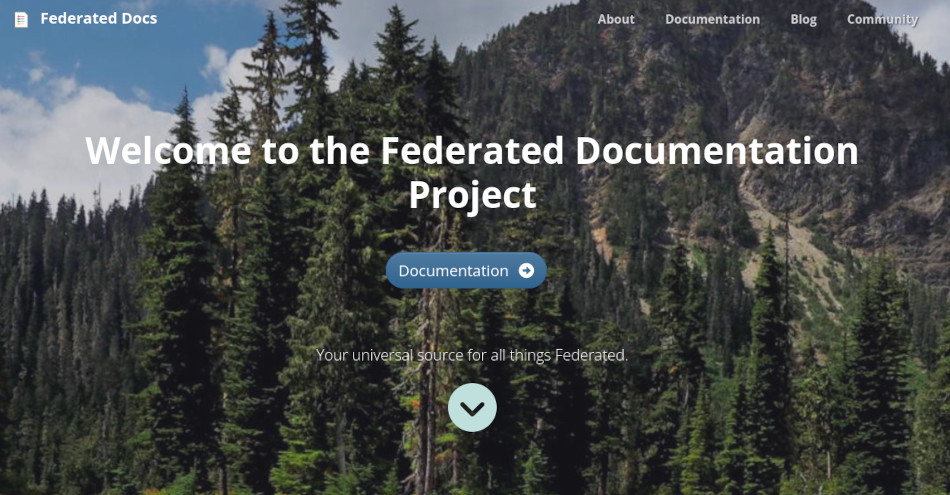 Federated Docs
About Documentation Blog Community
Welcome to the Federated Documentation
Project
Documentation
Your universal source for all things Federated.